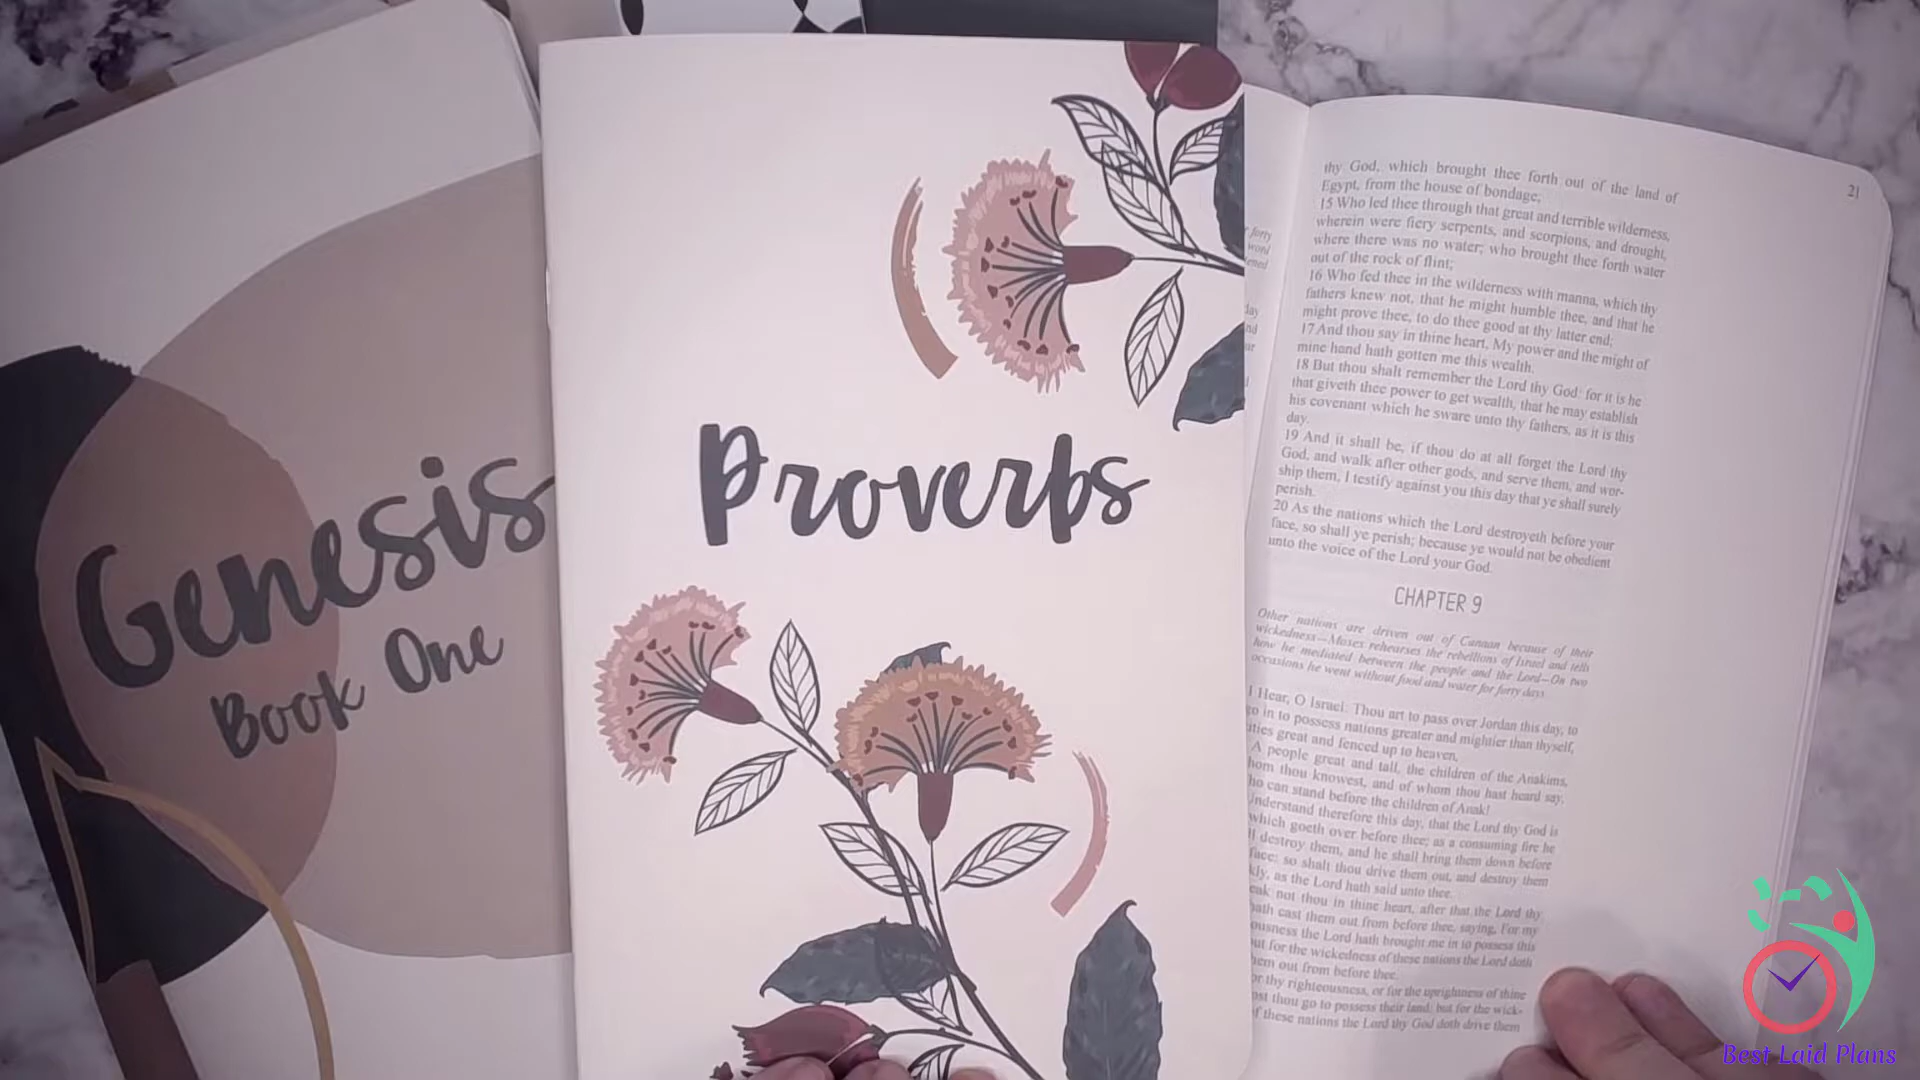 Genesis
Book One
Proverbs
21
thy God, which brought thee forth out of the land of
Egypt, from the house of bondage;
15 Who led thee through that great and terrible wilderness,
wherein were fiery serpents, and scorpions, and drought,
where there was no water; who brought thee forth water
out of the rock of flint;
16 Who fed thee in the wilderness with manna, which thy
fathers knew not, that he might humble thee, and that he
might prove thee, to do thee good at thy latter end;
17 And thou say in thine heart, My power and the might of
mine hand hath gotten me this wealth.
18 But thou shalt remember the Lord thy God: for it is he
that giveth thee power to get wealth, that he may establish
his covenant which he sware unto thy fathers, as it is this
day.
19 And it shall be, if thou do at all forget the Lord thy
God, and walk after other gods, and serve them, and wor-
ship them, I testify against you this day that ye shall surely
perish.
20 As the nations which the Lord destroyeth before your
face, so shall ye perish; because ye would not be obedient
unto the voice of the Lord your God.
CHAPTER 9
Other nations are driven out of Canaan because of their
wickedness—Moses rehearses the rebellions of Israel and tells
how he mediated between the people and the Lord—On two
occasions he went without food and water for forty days.
1 Hear, O Israel: Thou art to pass over Jordan this day, to
go in to possess nations greater and mightier than thyself,
ities great and fenced up to heaven,
A people great and tall, the children of the Anakims,
hom thou knowest, and of whom thou hast heard say,
ho can stand before the children of Anak!
Understand therefore this day, that the Lord thy God is
which goeth over before thee; as a consuming fire he
ll destroy them, and he shall bring them down before
face: so shalt thou drive them out, and destroy them
kly, as the Lord hath said unto thee.
eak not thou in thine heart, after that the Lord thy
hath cast them out from before thee, saying, For my
ousness the Lord hath brought me in to possess this
ut for the wickedness of these nations the Lord doth
hem out from before thee.
or thy righteousness, or for the uprightness of thine
ost thou go to possess their land: but for the wick-
f these nations the Lord thy God doth drive them
Best Laid Plans